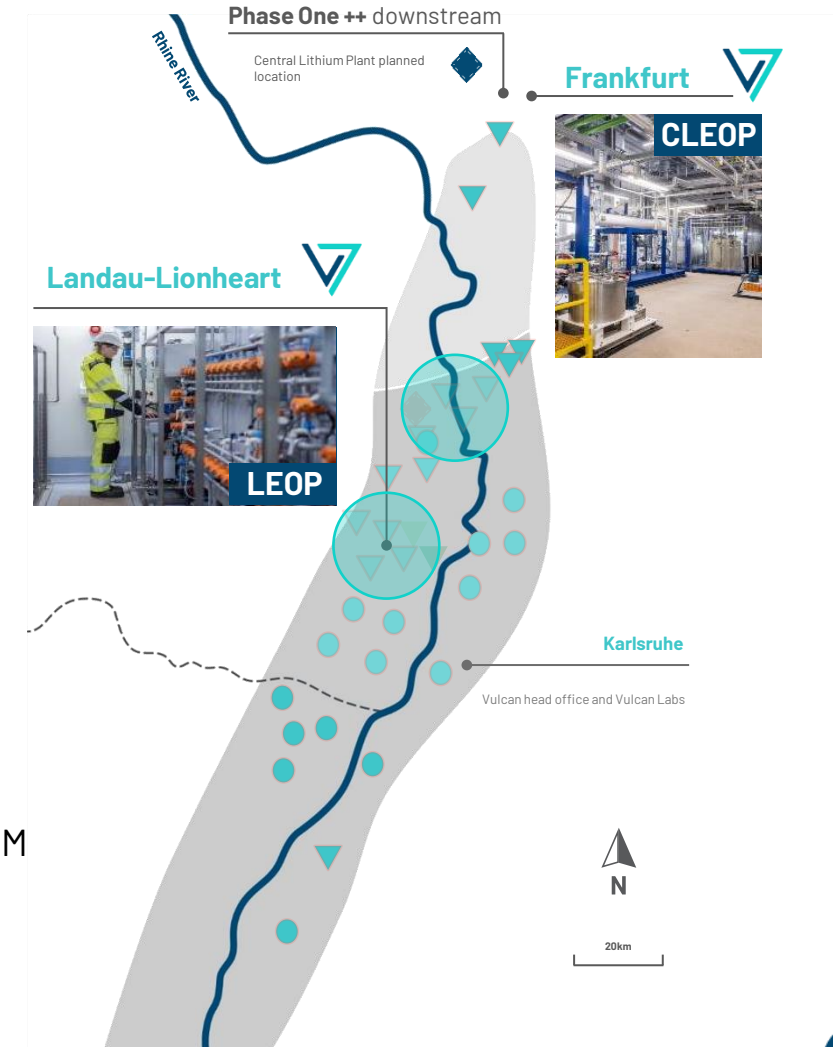 Phase One ++ downstream
Rhine River
Central Lithium Plant planned
location
Frankfurt
CLEOP
Landau-Lionheart
LEOP
Karlsruhe
Vulcan head office and Vulcan Labs
M
N
20km